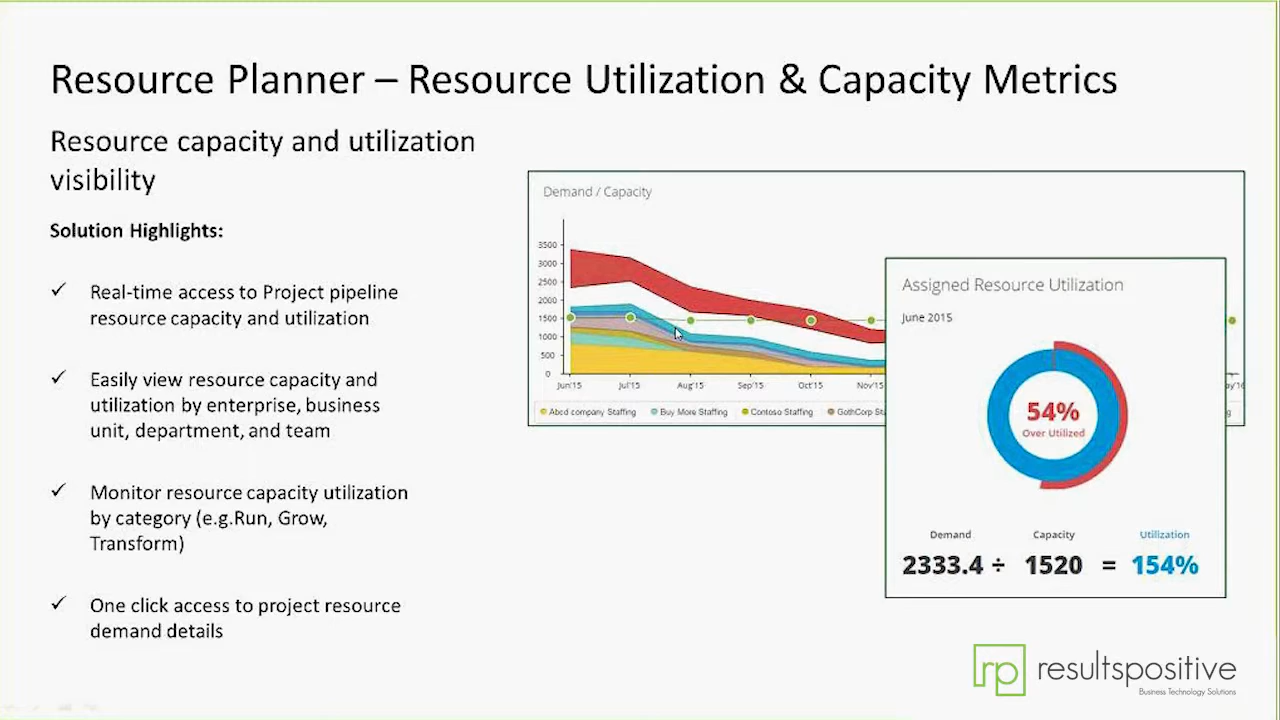 Resource Planner – Resource Utilization & Capacity Metrics
Resource capacity and utilization
visibility
Solution Highlights:
✓ Real-time access to Project pipeline
resource capacity and utilization
✓ Easily view resource capacity and
utilization by enterprise, business
unit, department, and team
✓ Monitor resource capacity utilization
by category (e.g.Run, Grow,
Transform)
✓ One click access to project resource
demand details
Demand / Capacity
3500
3000
2500
2000
1500
1000
500
0
Jun'15 Jul'15 Aug'15 Sep'15 Oct'15 Nov'15
Abcd company Staffing Buy More Staffing Contoso Staffing GothCorp
Assigned Resource Utilization
June 2015
54%
Over Utilized
Demand Capacity Utilization
2333.4 ÷ 1520 = 154%
rp resultspositive
Business Technology Solutions